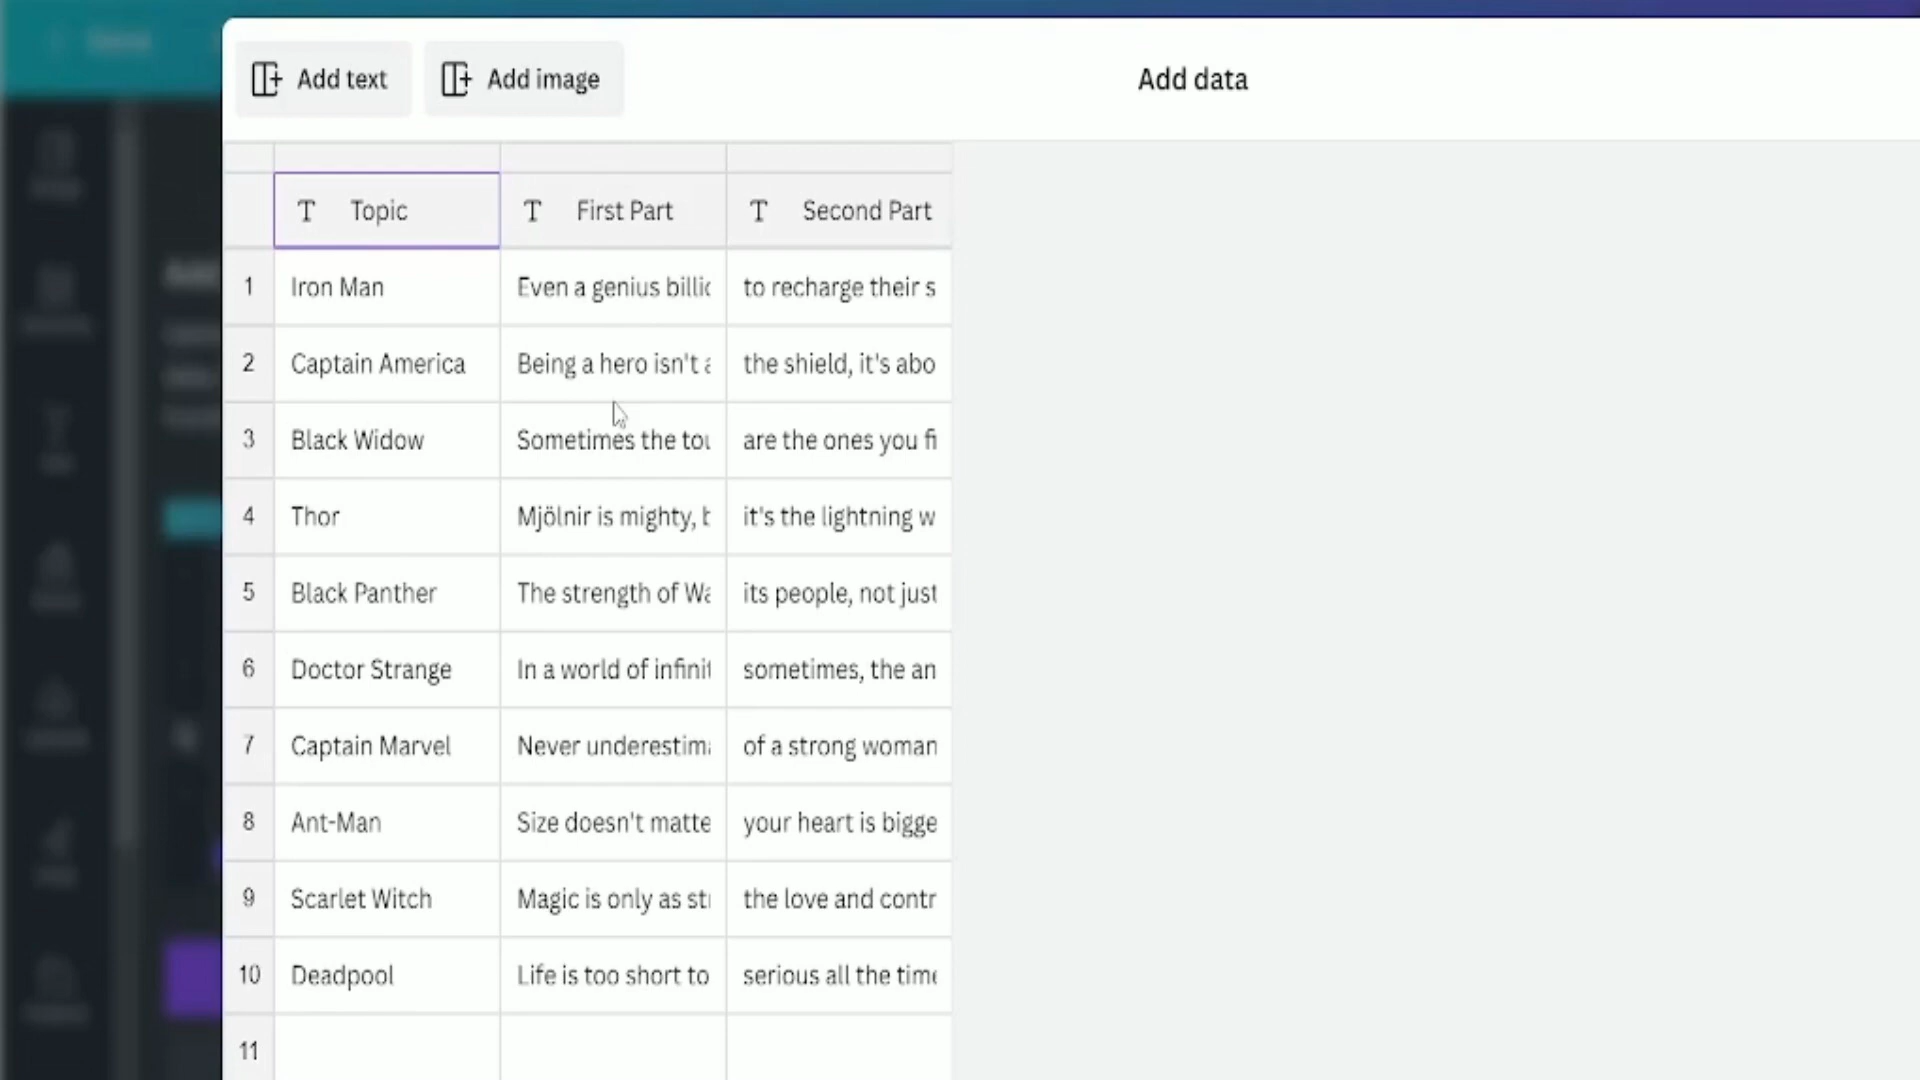 Add text Add image Add data
Topic First Part Second Part
1 Iron Man Even a genius billio to recharge their s
2 Captain America Being a hero isn't a the shield, it's abo
3 Black Widow Sometimes the tou are the ones you fi
4 Thor Mjölnir is mighty, b it's the lightning w
5 Black Panther The strength of Wa its people, not just
6 Doctor Strange In a world of infinit sometimes, the an
7 Captain Marvel Never underestima of a strong woman
8 Ant-Man Size doesn't matte your heart is bigge
9 Scarlet Witch Magic is only as str the love and contr
10 Deadpool Life is too short to serious all the time
11